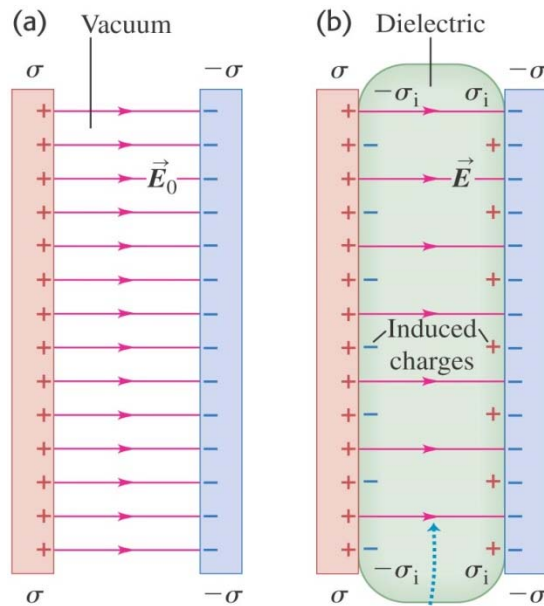 (a)
Vacuum
σ
−σ
E⃗₀
σ
−σ
(b)
Dielectric
σ
−σ
−σᵢ
σᵢ
E⃗
Induced
charges
−σᵢ
σᵢ
σ
−σ